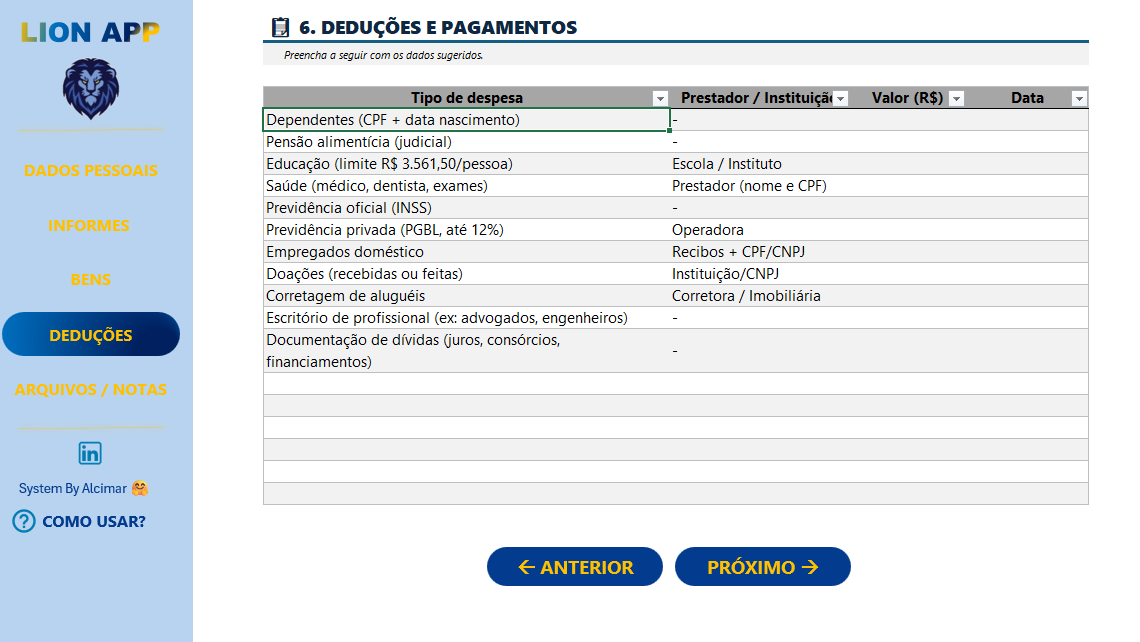 LION APP
DADOS PESSOAIS
INFORMES
BENS
DEDUÇÕES
ARQUIVOS / NOTAS
in
System By Alcimar 🤗
? COMO USAR?
6. DEDUÇÕES E PAGAMENTOS
Preencha a seguir com os dados sugeridos.
Tipo de despesa Prestador / Instituiçã Valor (R$) Data
Dependentes (CPF + data nascimento) -
Pensão alimentícia (judicial) -
Educação (limite R$ 3.561,50/pessoa) Escola / Instituto
Saúde (médico, dentista, exames) Prestador (nome e CPF)
Previdência oficial (INSS) -
Previdência privada (PGBL, até 12%) Operadora
Empregados doméstico Recibos + CPF/CNPJ
Doações (recebidas ou feitas) Instituição/CNPJ
Corretagem de aluguéis Corretora / Imobiliária
Escritório de profissional (ex: advogados, engenheiros) -
Documentação de dívidas (juros, consórcios,
financiamentos) -
← ANTERIOR
PRÓXIMO →